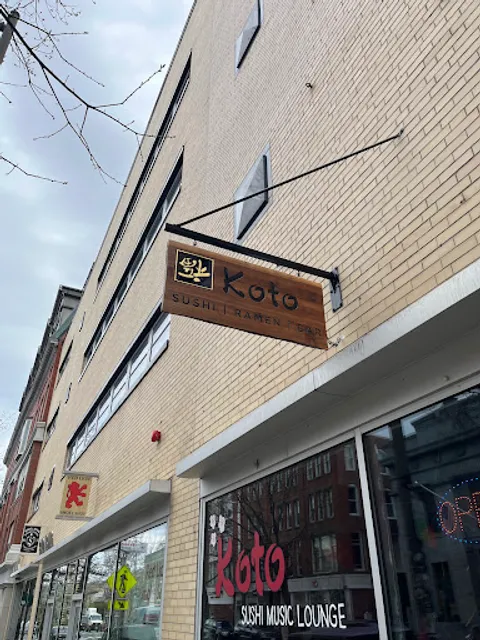 Koto
SUSHI | RAMEN | BAR
Koto
SUSHI MUSIC LOUNGE
OPE